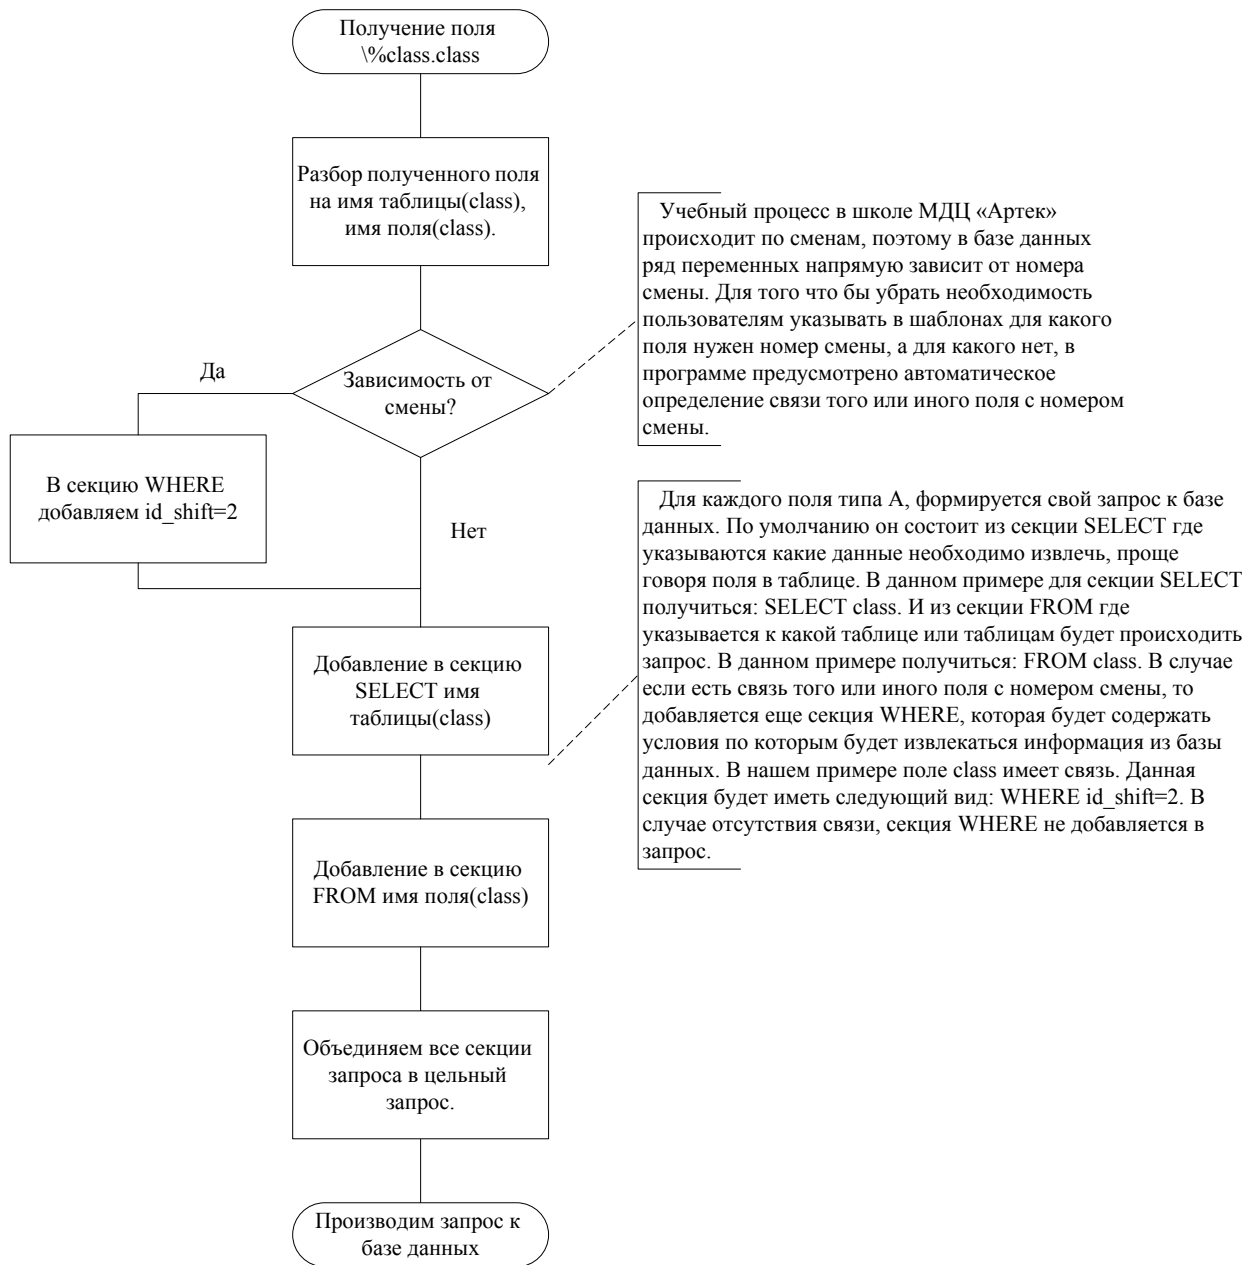 Получение поля
\%class.class
Разбор полученного поля
на имя таблицы(class),
имя поля(class).
Учебный процесс в школе МДЦ «Артек»
происходит по сменам, поэтому в базе данных
ряд переменных напрямую зависит от номера
смены. Для того что бы убрать необходимость
пользователям указывать в шаблонах для какого
поля нужен номер смены, а для какого нет, в
программе предусмотрено автоматическое
определение связи того или иного поля с номером
смены.
Да
Зависимость от
смены?
В секцию WHERE
добавляем id_shift=2
Нет
Для каждого поля типа А, формируется свой запрос к базе
данных. По умолчанию он состоит из секции SELECT где
указываются какие данные необходимо извлечь, проще
говоря поля в таблице. В данном примере для секции SELECT
получиться: SELECT class. И из секции FROM где
указывается к какой таблице или таблицам будет происходить
запрос. В данном примере получиться: FROM class. В случае
если есть связь того или иного поля с номером смены, то
добавляется еще секция WHERE, которая будет содержать
условия по которым будет извлекаться информация из базы
данных. В нашем примере поле class имеет связь. Данная
секция будет иметь следующий вид: WHERE id_shift=2. В
случае отсутствия связи, секция WHERE не добавляется в
запрос.
Добавление в секцию
SELECT имя
таблицы(class)
Добавление в секцию
FROM имя поля(class)
Объединяем все секции
запроса в цельный
запрос.
Производим запрос к
базе данных